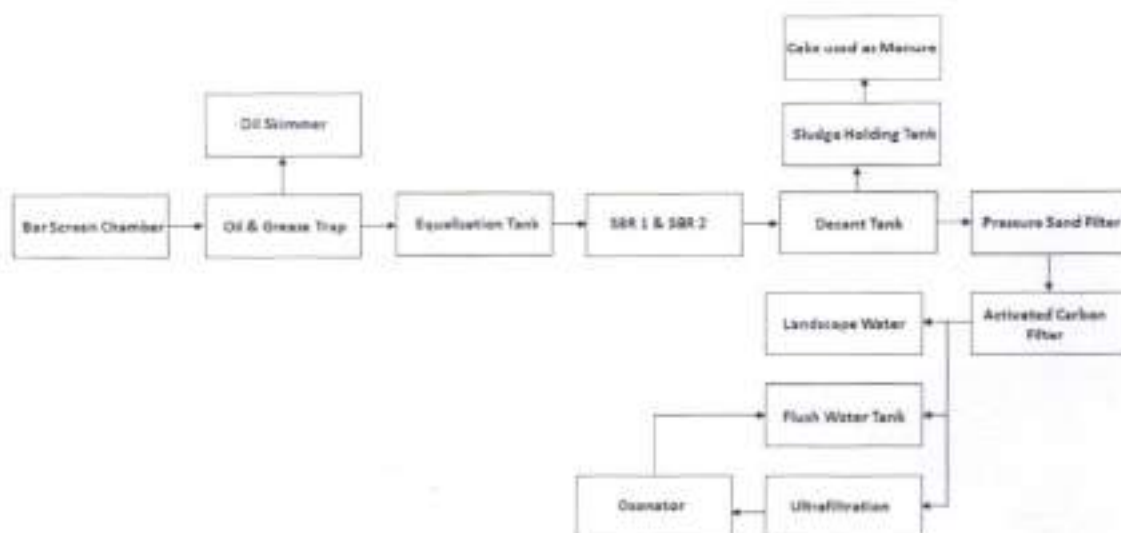 Cake used as Manure
Oil Skimmer
Sludge Holding Tank
Bar Screen Chamber
Oil & Grease Trap
Equalisation Tank
SBR 1 & SBR 2
Decant Tank
Pressure Sand Filter
Landscape Water
Activated Carbon
Filter
Flush Water Tank
Ozonator
Ultrafiltration